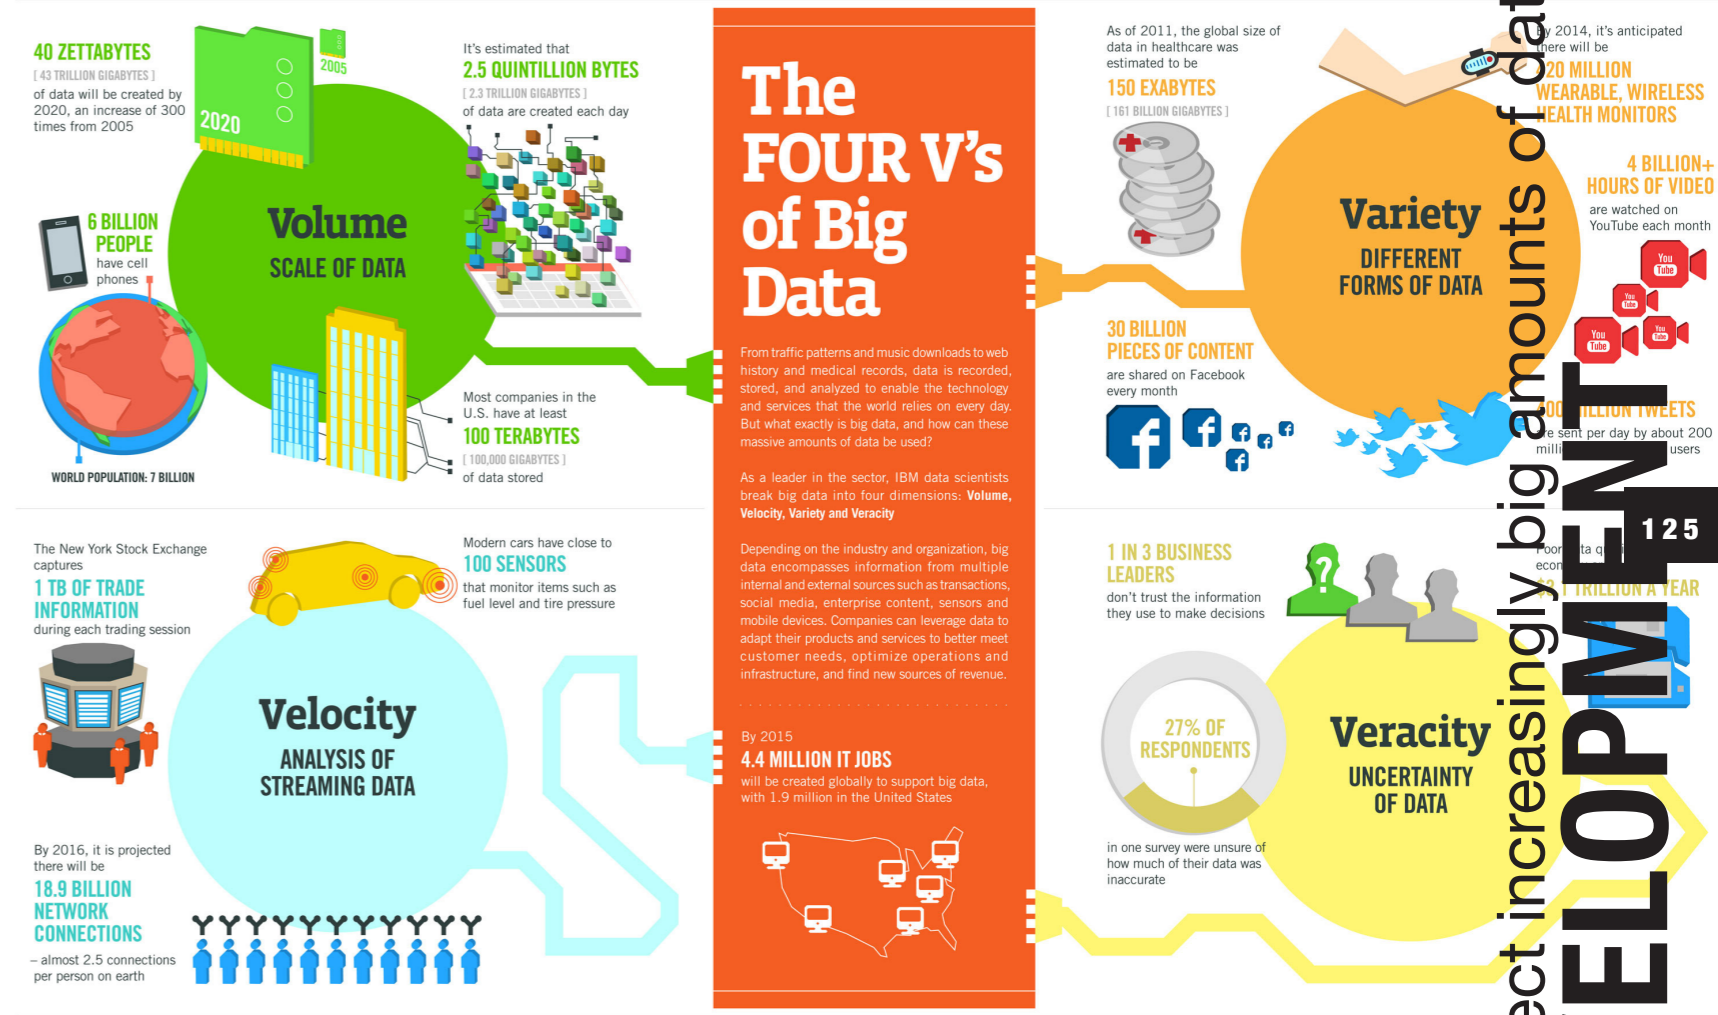 40 ZETTABYTES
[ 43 TRILLION GIGABYTES ]
of data will be created by
2020, an increase of 300
times from 2005
2020
2005
It's estimated that
2.5 QUINTILLION BYTES
[ 2.3 TRILLION GIGABYTES ]
of data are created each day
6 BILLION
PEOPLE
have cell
phones
Volume
SCALE OF DATA
WORLD POPULATION: 7 BILLION
Most companies in the
U.S. have at least
100 TERABYTES
[ 100,000 GIGABYTES ]
of data stored
The New York Stock Exchange
captures
1 TB OF TRADE
INFORMATION
during each trading session
Modern cars have close to
100 SENSORS
that monitor items such as
fuel level and tire pressure
Velocity
ANALYSIS OF
STREAMING DATA
By 2016, it is projected
there will be
18.9 BILLION
NETWORK
CONNECTIONS
– almost 2.5 connections
per person on earth
The
FOUR V's
of Big
Data
From traffic patterns and music downloads to web
history and medical records, data is recorded,
stored, and analyzed to enable the technology
and services that the world relies on every day.
But what exactly is big data, and how can these
massive amounts of data be used?
As a leader in the sector, IBM data scientists
break big data into four dimensions: Volume,
Velocity, Variety and Veracity
Depending on the industry and organization, big
data encompasses information from multiple
internal and external sources such as transactions,
social media, enterprise content, sensors and
mobile devices. Companies can leverage data to
adapt their products and services to better meet
customer needs, optimize operations and
infrastructure, and find new sources of revenue.
By 2015
4.4 MILLION IT JOBS
will be created globally to support big data,
with 1.9 million in the United States
As of 2011, the global size of
data in healthcare was
estimated to be
150 EXABYTES
[ 161 BILLION GIGABYTES ]
By 2014, it's anticipated
there will be
420 MILLION
WEARABLE, WIRELESS
HEALTH MONITORS
4 BILLION+
HOURS OF VIDEO
are watched on
YouTube each month
You
Tube
You
Tube
You
Tube
You
Tube
Variety
DIFFERENT
FORMS OF DATA
30 BILLION
PIECES OF CONTENT
are shared on Facebook
every month
400 MILLION TWEETS
are sent per day by about 200
users
1 IN 3 BUSINESS
LEADERS
don't trust the information
they use to make decisions
27% OF
RESPONDENTS
in one survey were unsure of
how much of their data was
inaccurate
Veracity
UNCERTAINTY
OF DATA
Poor
TRILLION A YEAR
125
increasingly big amounts of